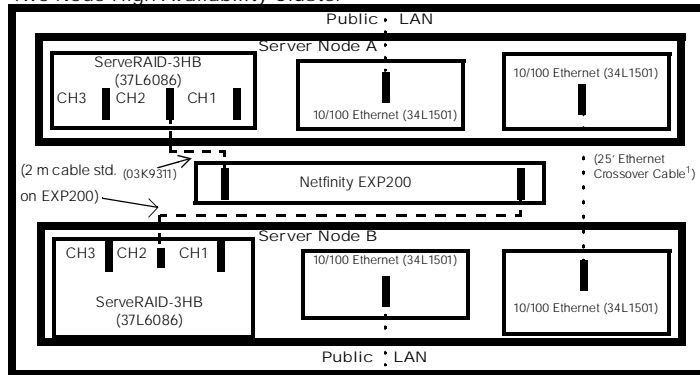 Two Node High Availability Cluster
Public LAN
Server Node A
ServeRAID-3HB
(37L6086)
CH3 CH2 CH1
10/100 Ethernet (34L1501)
10/100 Ethernet (34L1501)
(2 m cable std. (03K9311)
on EXP200)
Netfinity EXP200
(25' Ethernet
Crossover Cable1)
Server Node B
CH3 CH2 CH1
ServeRAID-3HB
(37L6086)
10/100 Ethernet (34L1501)
10/100 Ethernet (34L1501)
Public LAN